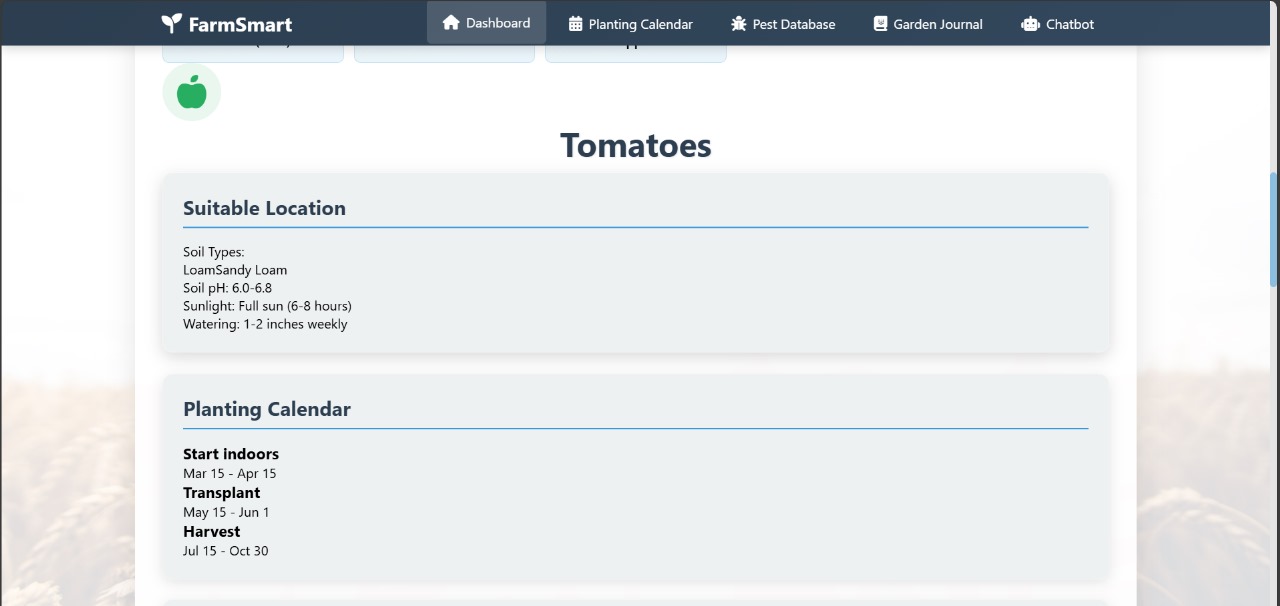 FarmSmart
Dashboard
Planting Calendar
Pest Database
Garden Journal
Chatbot
Tomatoes
Suitable Location
Soil Types:
LoamSandy Loam
Soil pH: 6.0-6.8
Sunlight: Full sun (6-8 hours)
Watering: 1-2 inches weekly
Planting Calendar
Start indoors
Mar 15 - Apr 15
Transplant
May 15 - Jun 1
Harvest
Jul 15 - Oct 30